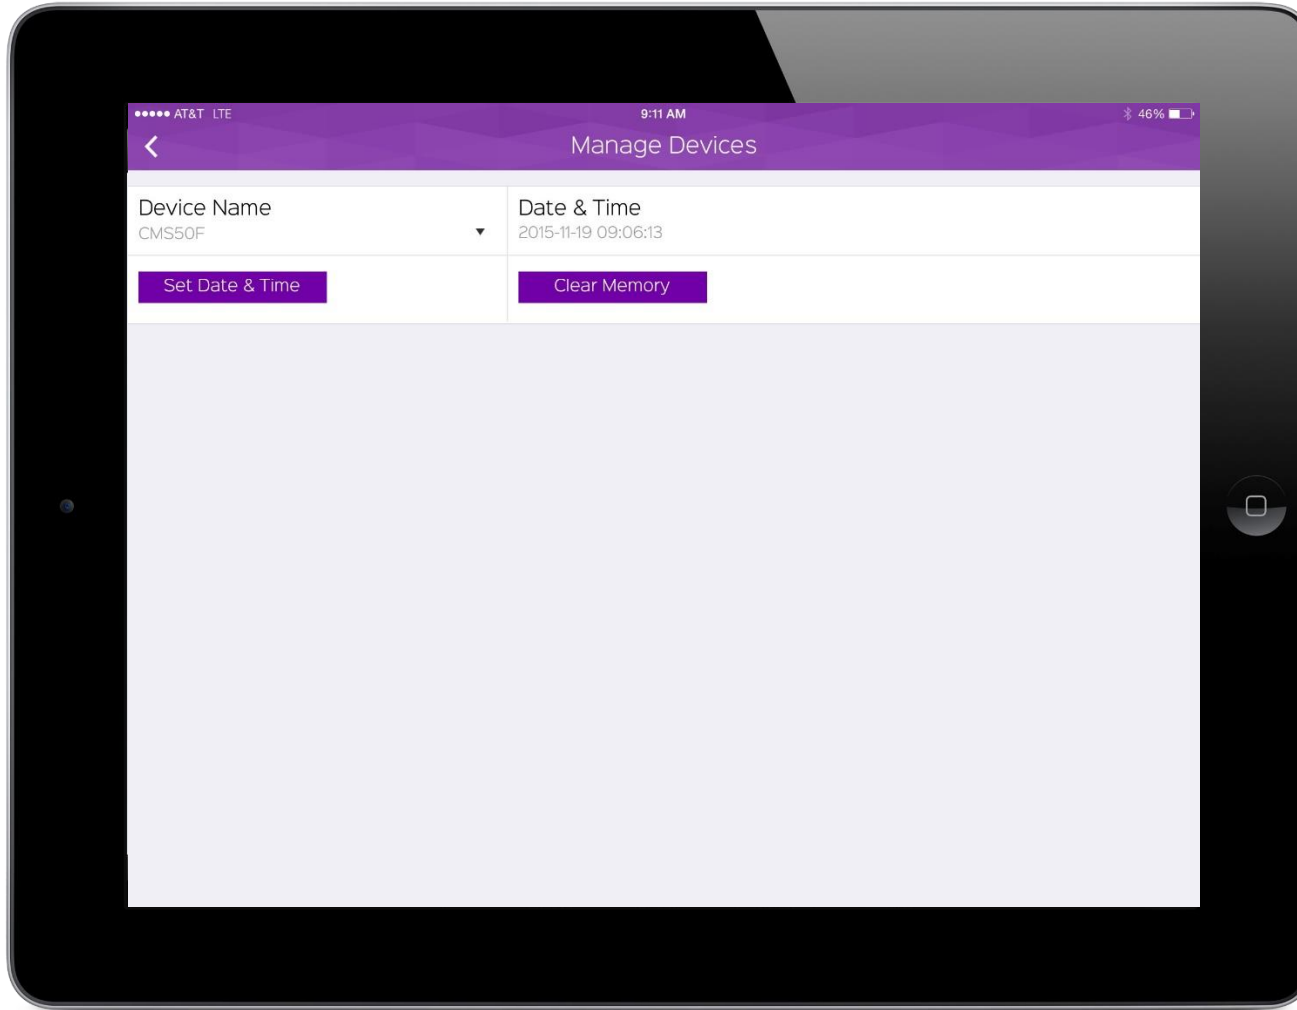 AT&T LTE
9:11 AM
46%
Manage Devices
Device Name
CMS50F
Date & Time
2015-11-19 09:06:13
Set Date & Time
Clear Memory